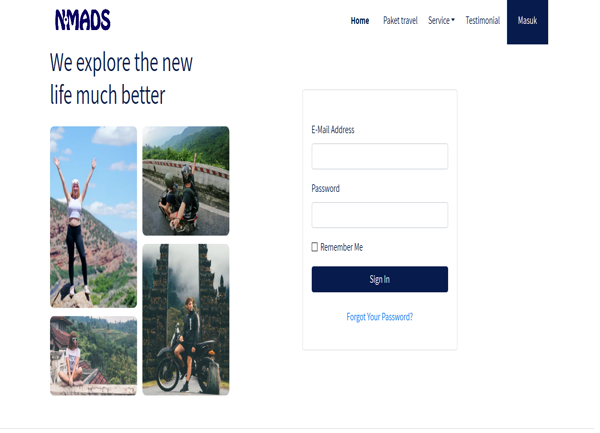 NOMADS
Home
Paket travel
Service
Testimonial
Masuk
We explore the new
life much better
E-Mail Address
Password
Remember Me
Sign In
Forgot Your Password?